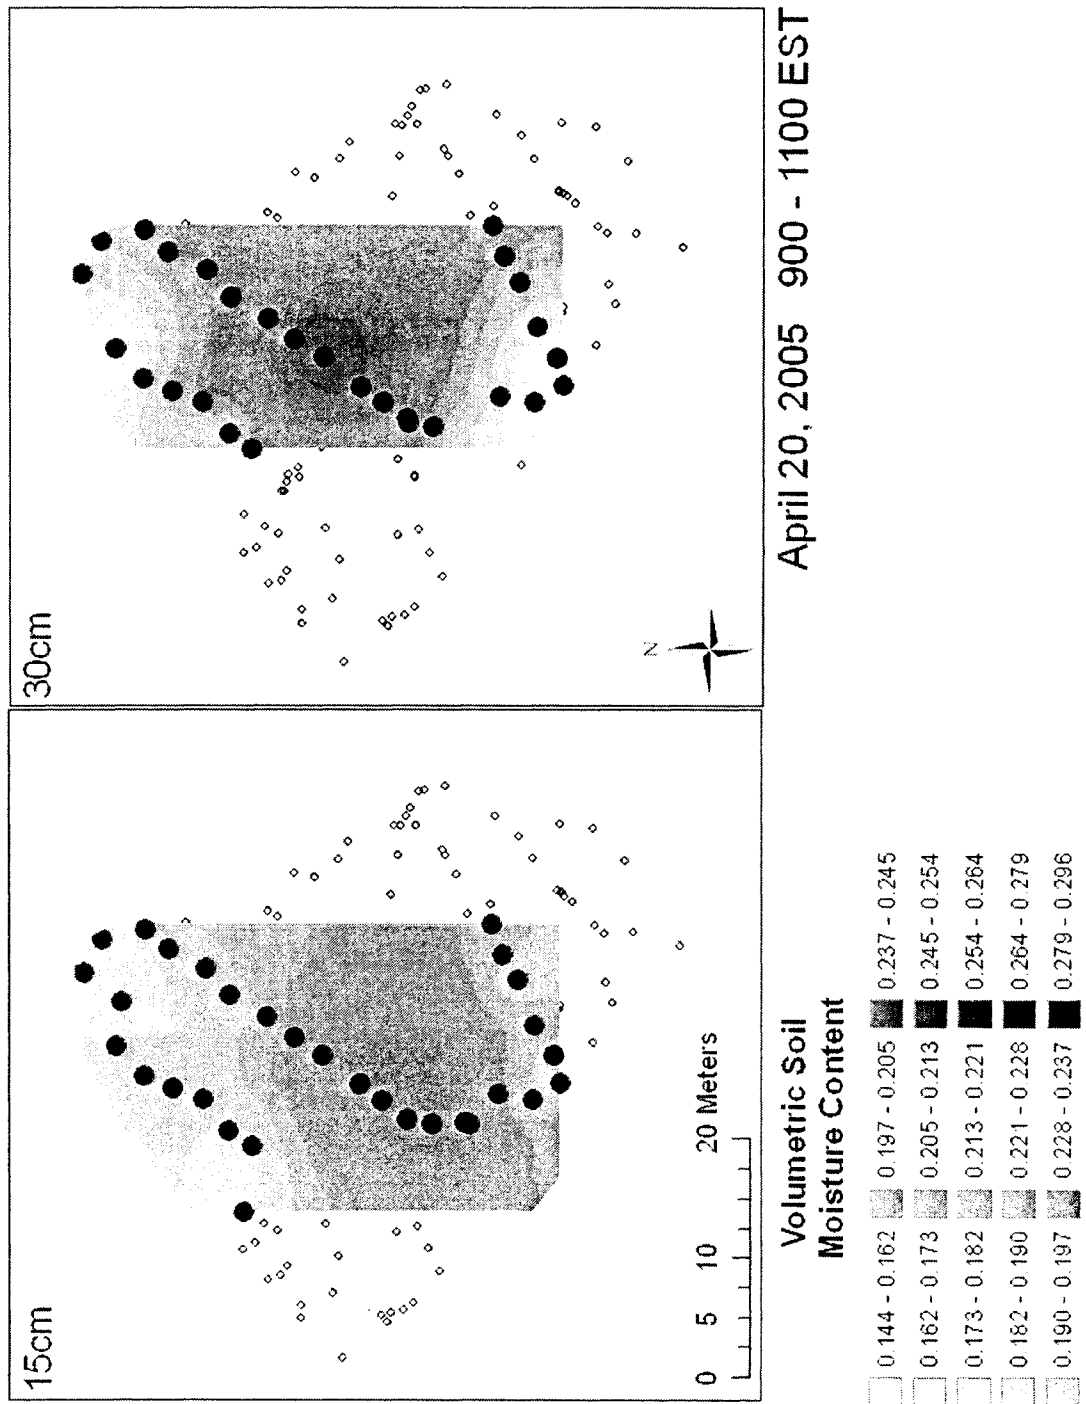 15cm
30cm
N
0 5 10 20 Meters
April 20, 2005 900 - 1100 EST
Volumetric Soil
Moisture Content
0.144 - 0.162 0.197 - 0.205 0.237 - 0.245
0.162 - 0.173 0.205 - 0.213 0.245 - 0.254
0.173 - 0.182 0.213 - 0.221 0.254 - 0.264
0.182 - 0.190 0.221 - 0.228 0.264 - 0.279
0.190 - 0.197 0.228 - 0.237 0.279 - 0.296